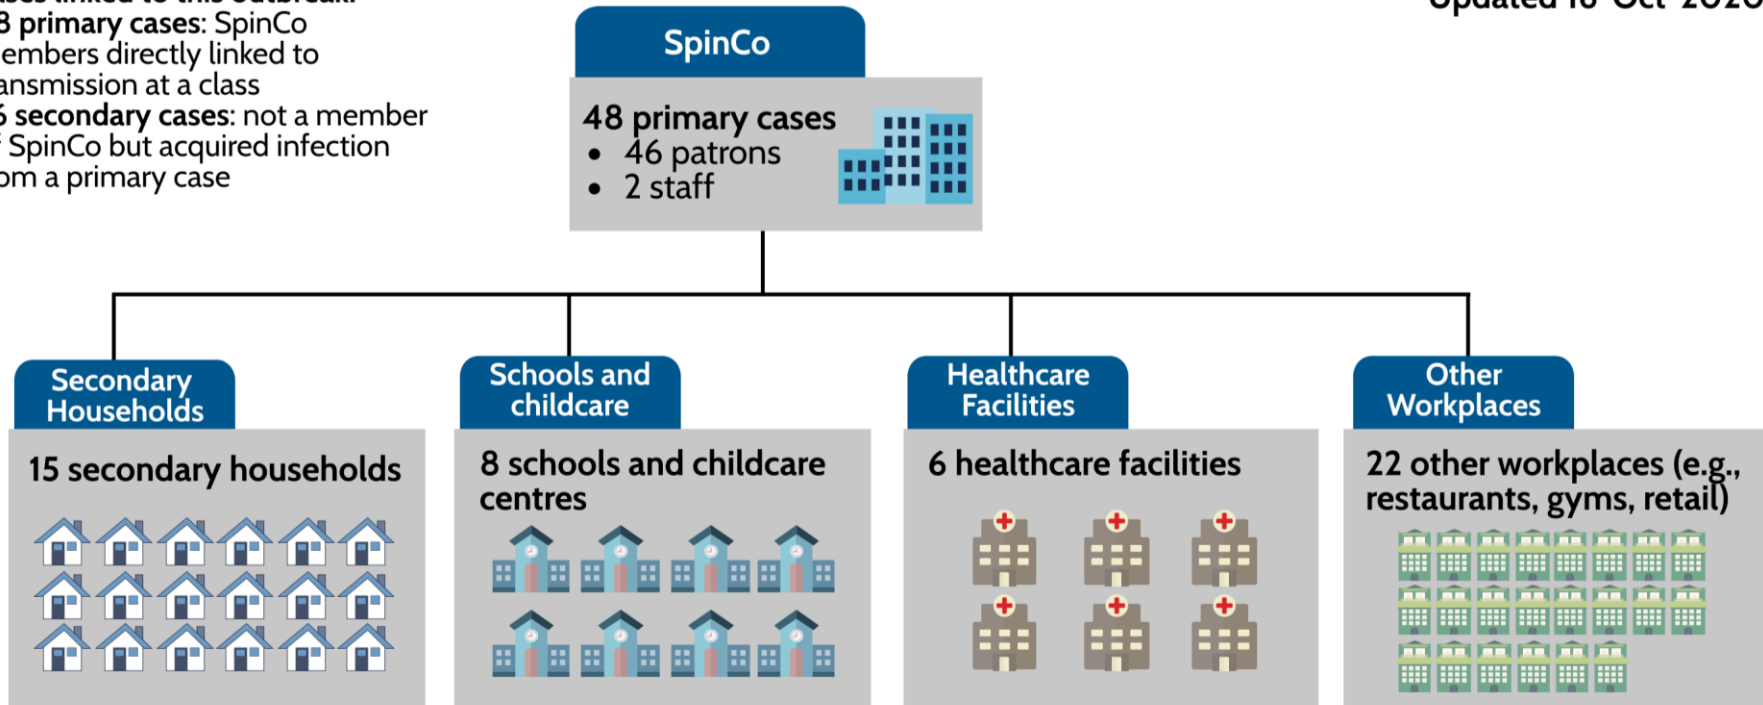 8 primary cases: SpinCo
embers directly linked to
ansmission at a class
6 secondary cases: not a member
SpinCo but acquired infection
om a primary case
SpinCo
48 primary cases
• 46 patrons
• 2 staff
Secondary
Households
15 secondary households
Schools and
childcare
8 schools and childcare
centres
Healthcare
Facilities
6 healthcare facilities
Other
Workplaces
22 other workplaces (e.g.,
restaurants, gyms, retail)